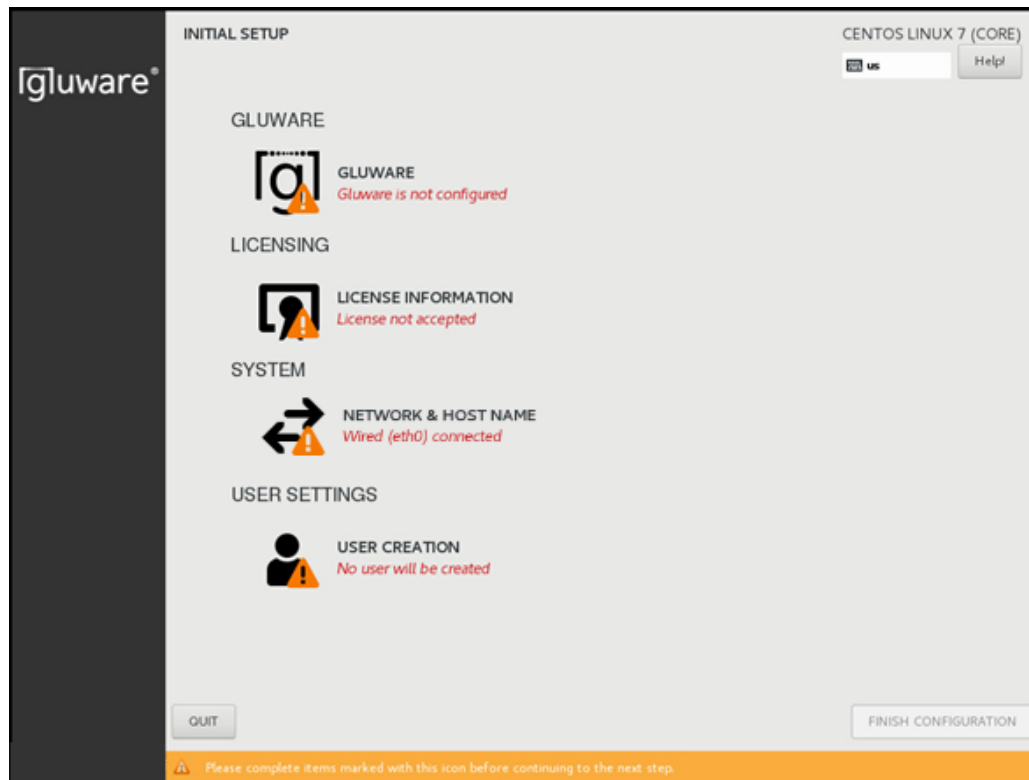 INITIAL SETUP
CENTOS LINUX 7 (CORE)
us
Help!
[g]luware®
GLUWARE
[g]
GLUWARE
Gluware is not configured
LICENSING
LICENSE INFORMATION
License not accepted
SYSTEM
NETWORK & HOST NAME
Wired (eth0) connected
USER SETTINGS
USER CREATION
No user will be created
QUIT
FINISH CONFIGURATION
Please complete items marked with this icon before continuing to the next step.